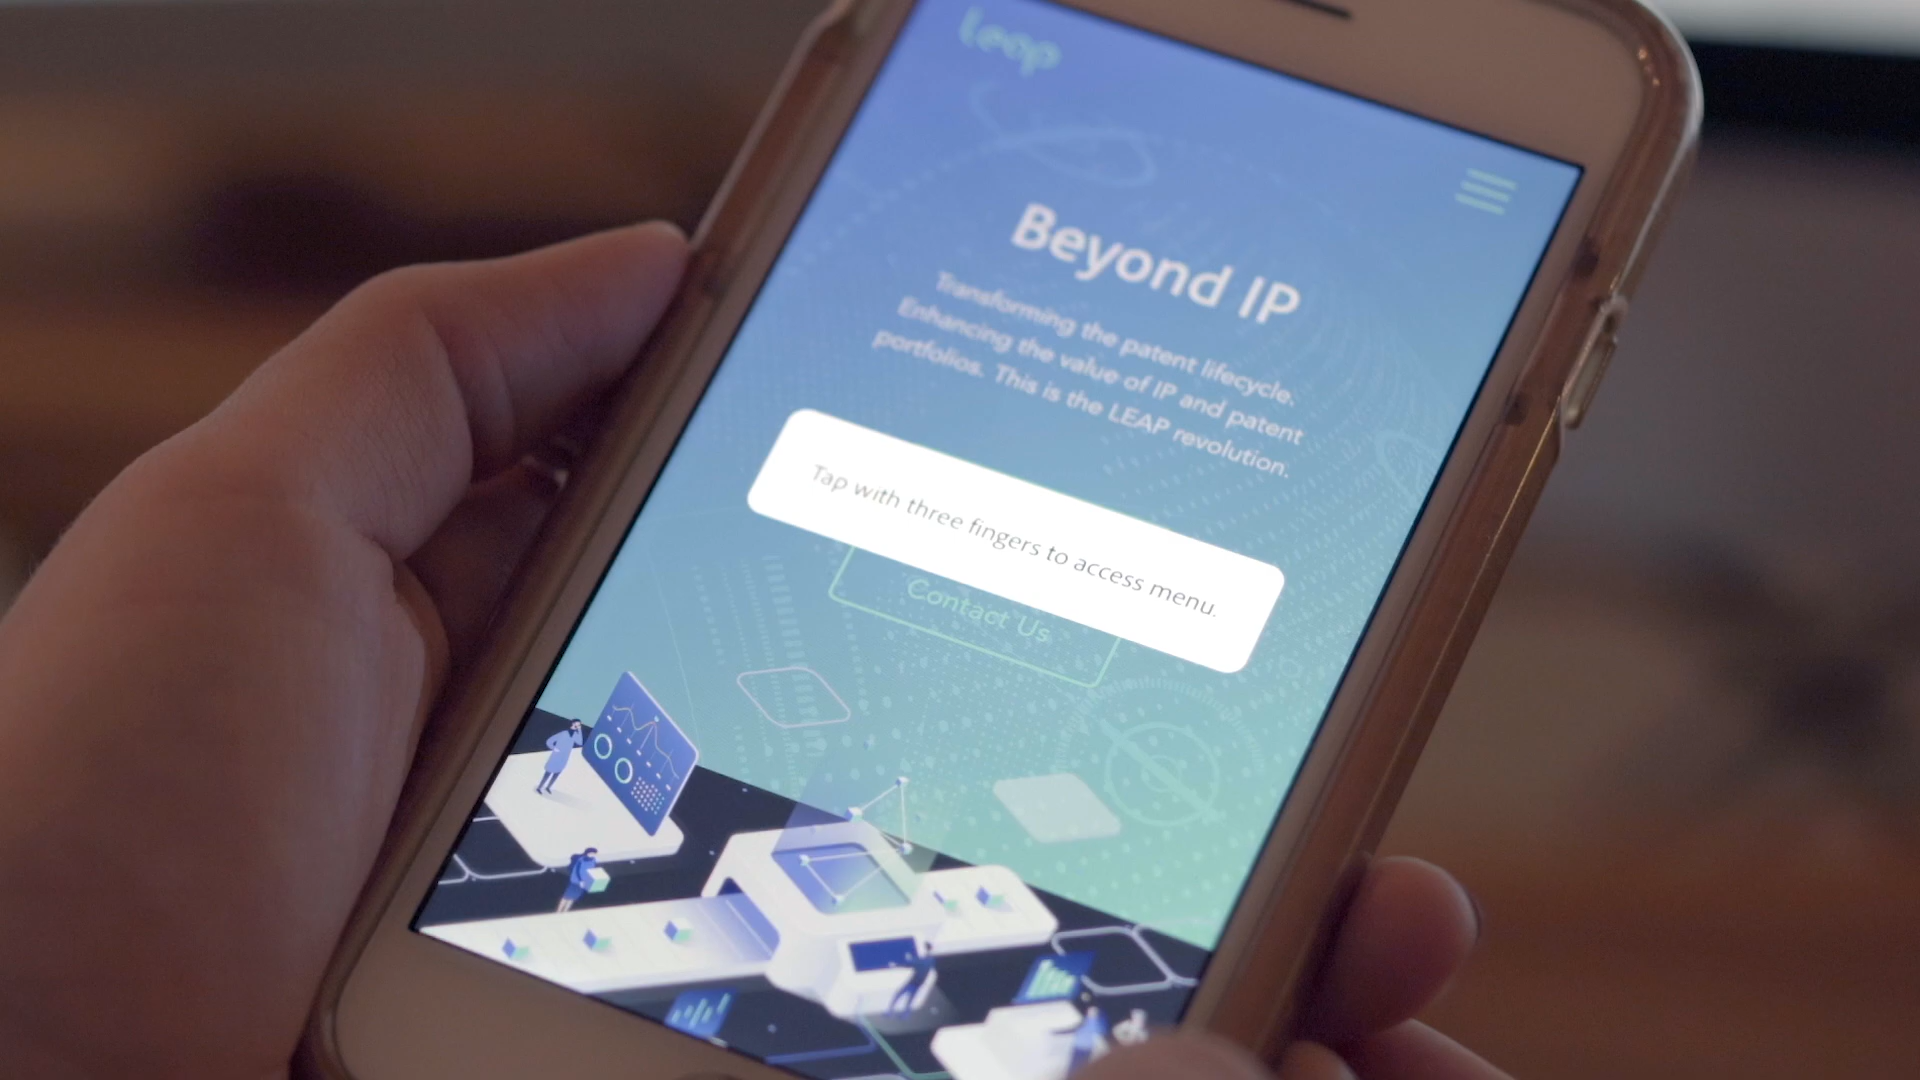 Leap
Beyond IP
Transforming the patent lifecycle.
Enhancing the value of IP and patent
portfolios. This is the LEAP revolution.
Tap with three fingers to access menu.
Contact Us